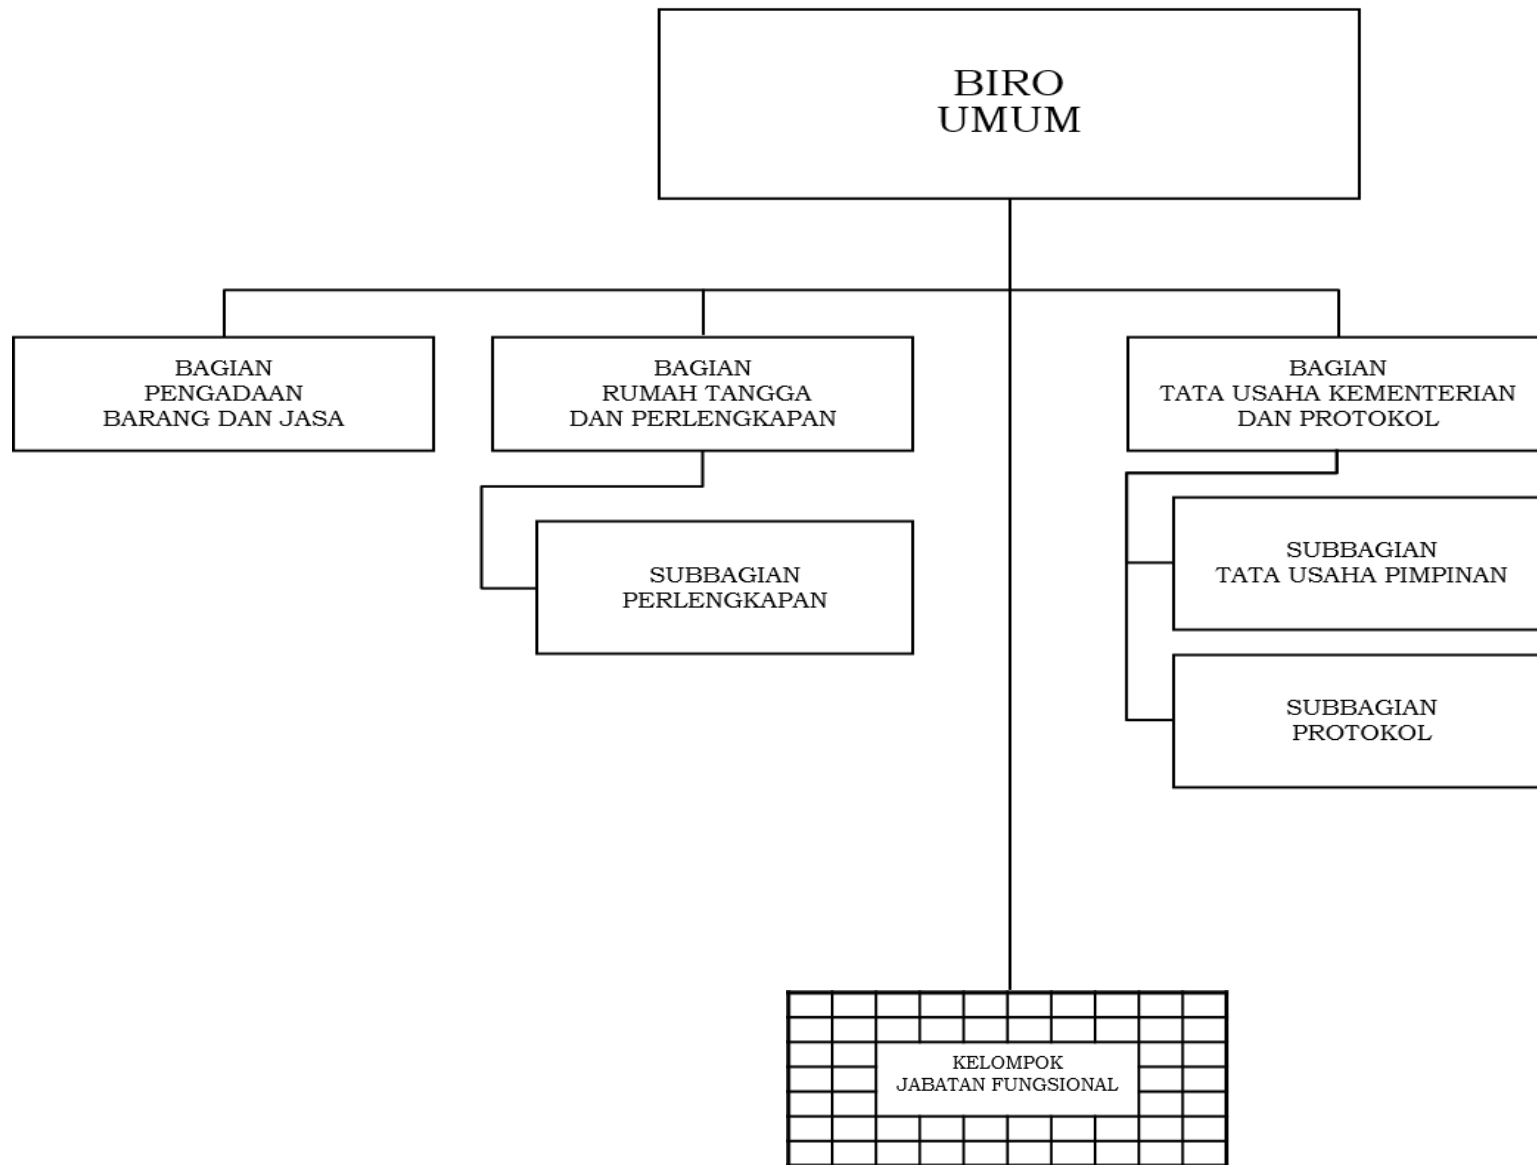 BIRO
UMUM
BAGIAN
PENGADAAN
BARANG DAN JASA
BAGIAN
RUMAH TANGGA
DAN PERLENGKAPAN
BAGIAN
TATA USAHA KEMENTERIAN
DAN PROTOKOL
SUBBAGIAN
PERLENGKAPAN
SUBBAGIAN
TATA USAHA PIMPINAN
SUBBAGIAN
PROTOKOL
KELOMPOK
JABATAN FUNGSIONAL